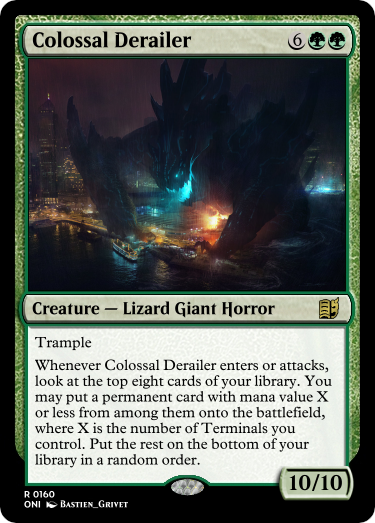 Colossal Derailer 6
Creature — Lizard Giant Horror
Trample
Whenever Colossal Derailer enters or attacks,
look at the top eight cards of your library. You
may put a permanent card with mana value X
or less from among them onto the battlefield,
where X is the number of Terminals you
control. Put the rest on the bottom of your
library in a random order.
10/10
R 0160
ONI Bastien_Grivet